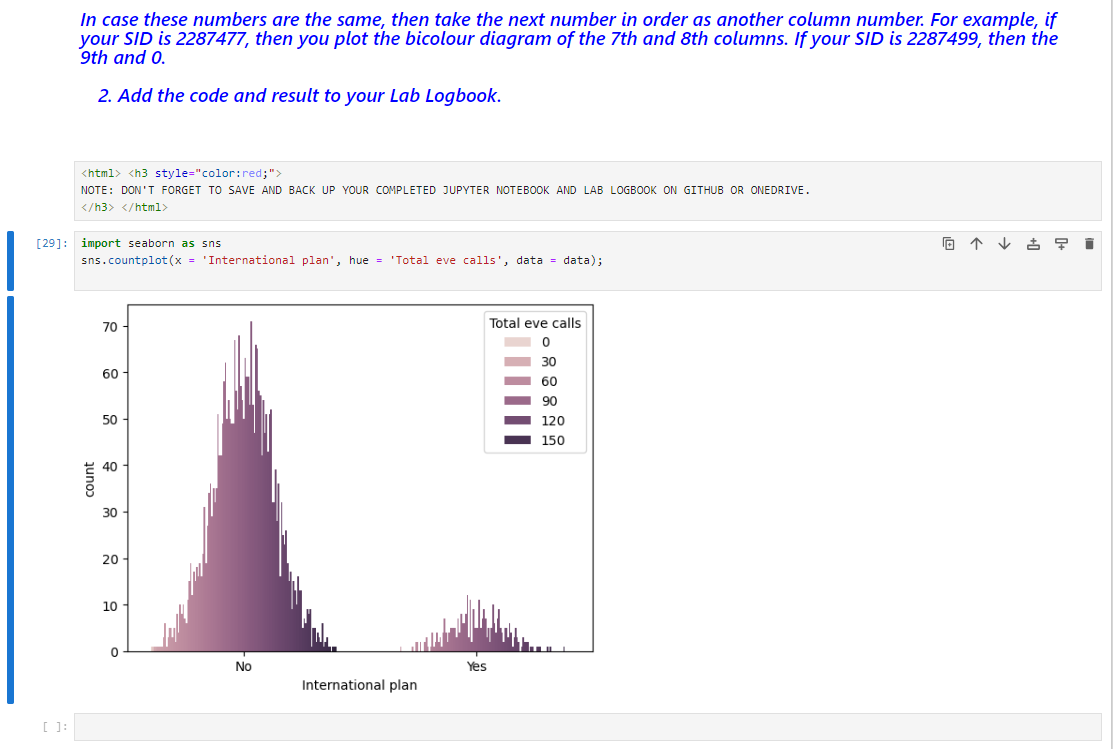 In case these numbers are the same, then take the next number in order as another column number. For example, if
your SID is 2287477, then you plot the bicolour diagram of the 7th and 8th columns. If your SID is 2287499, then the
9th and 0.
2. Add the code and result to your Lab Logbook.
<html> <h3 style="color:red;">
NOTE: DON'T FORGET TO SAVE AND BACK UP YOUR COMPLETED JUPYTER NOTEBOOK AND LAB LOGBOOK ON GITHUB OR ONEDRIVE.
</h3> </html>
[29]: import seaborn as sns
sns.countplot(x = 'International plan', hue = 'Total eve calls', data = data);
Total eve calls
0
30
60
90
120
150
70
60
50
40
30
20
10
0
count
No Yes
International plan
[ ]: